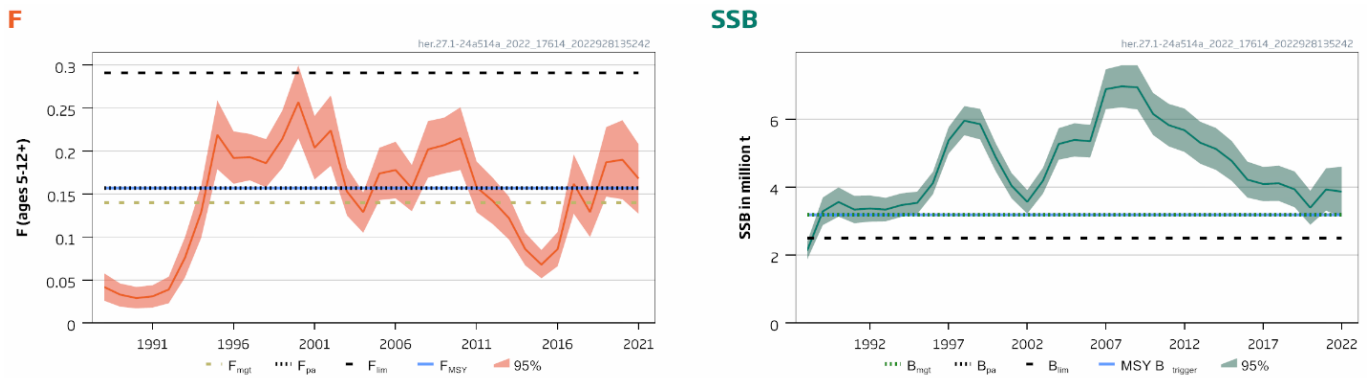 F
her.27.1-24a514a_2022_17614_2022928135242
F (ages 5-12+)
0.3
0.25
0.2
0.15
0.1
0.05
0
1991 1996 2001 2006 2011 2016 2021
Fmgt Fpa Flim FMSY 95%
SSB
her.27.1-24a514a_2022_17614_2022928135242
SSB in million t
6
4
2
0
1992 1997 2002 2007 2012 2017 2022
Bmgt Bpa Blim MSY B trigger 95%